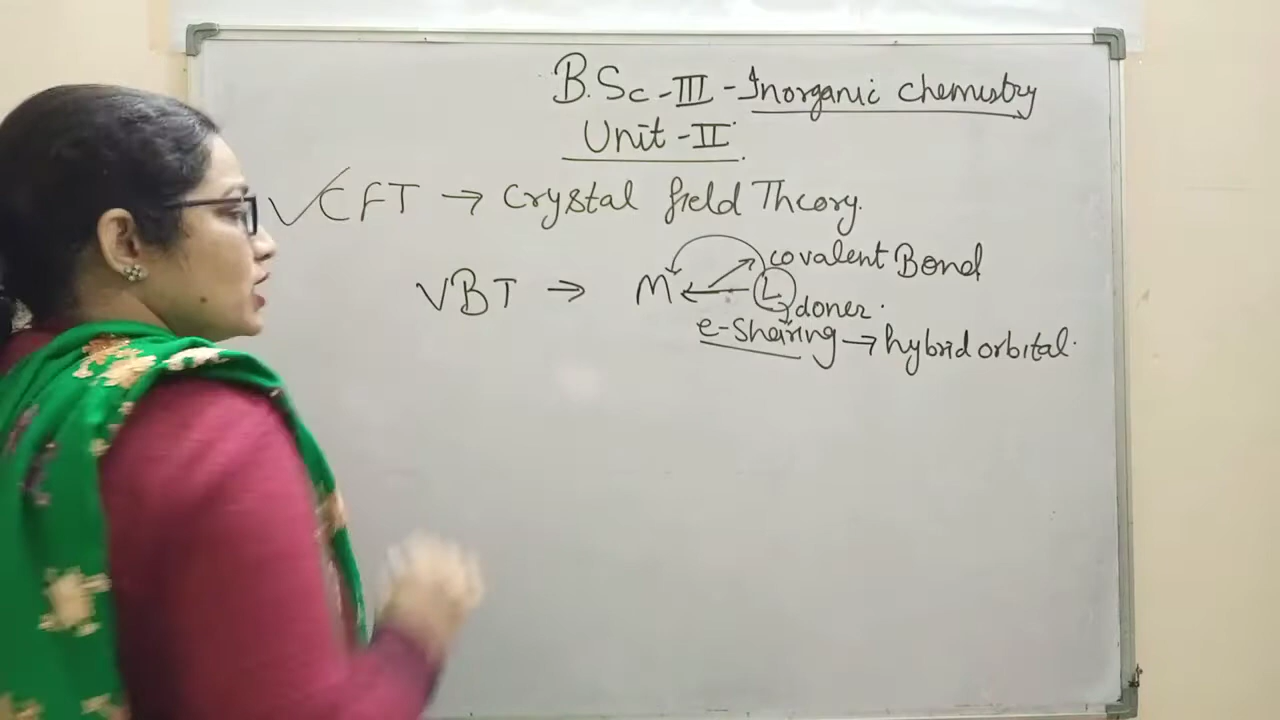 B.Sc-III-Inorganic chemistry
Unit-II
✓CFT → Crystal field Theory.
covalent Bond
VBT → M ← L
doner.
e-Sharing → hybrid orbital.